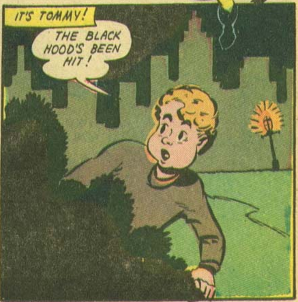 IT'S TOMMY!
THE BLACK
HOOD'S BEEN
HIT!